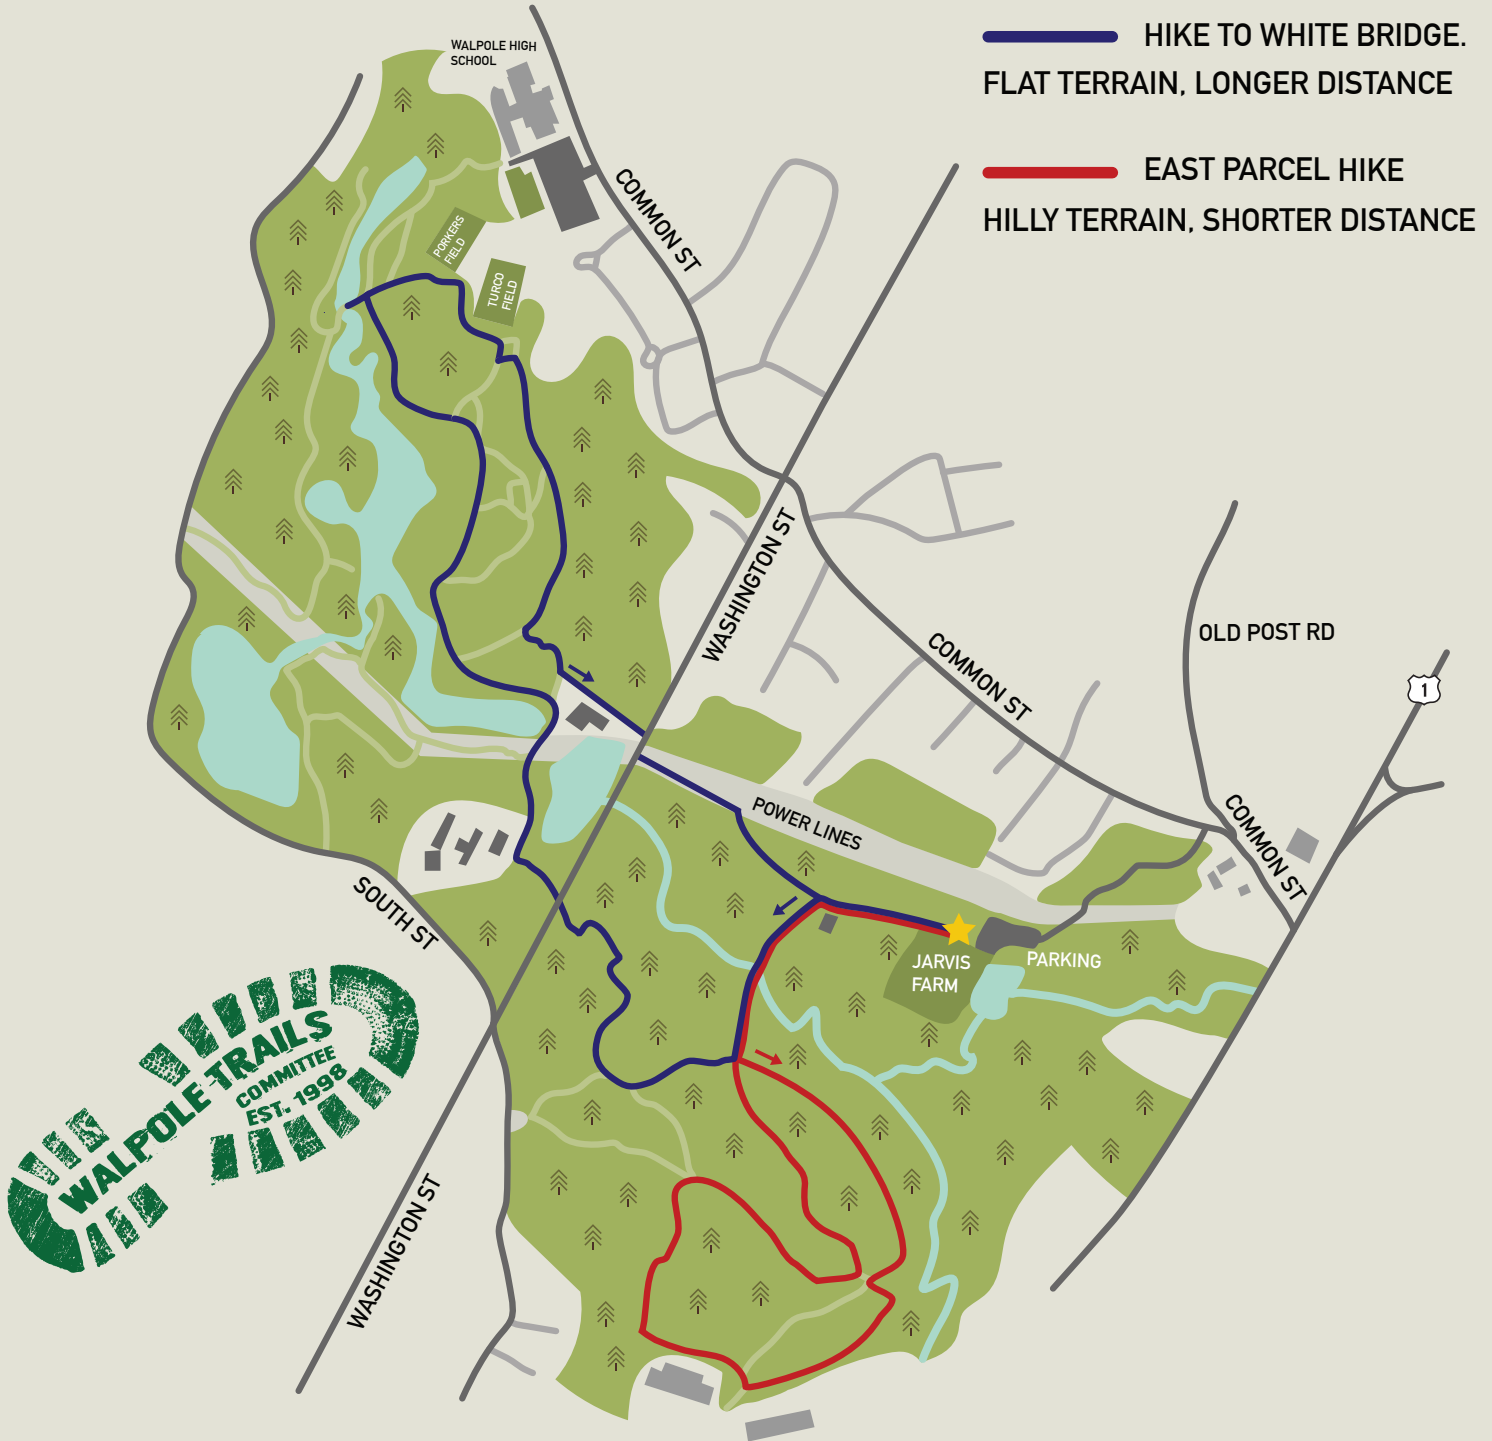 WALPOLE HIGH
SCHOOL
HIKE TO WHITE BRIDGE.
FLAT TERRAIN, LONGER DISTANCE
EAST PARCEL HIKE
HILLY TERRAIN, SHORTER DISTANCE
COMMON ST
PORKERS
FIELD
TURCO
FIELD
WASHINGTON ST
COMMON ST
OLD POST RD
1
POWER LINES
COMMON ST
SOUTH ST
JARVIS
FARM
PARKING
WALPOLE TRAILS
COMMITTEE
EST. 1998
WASHINGTON ST